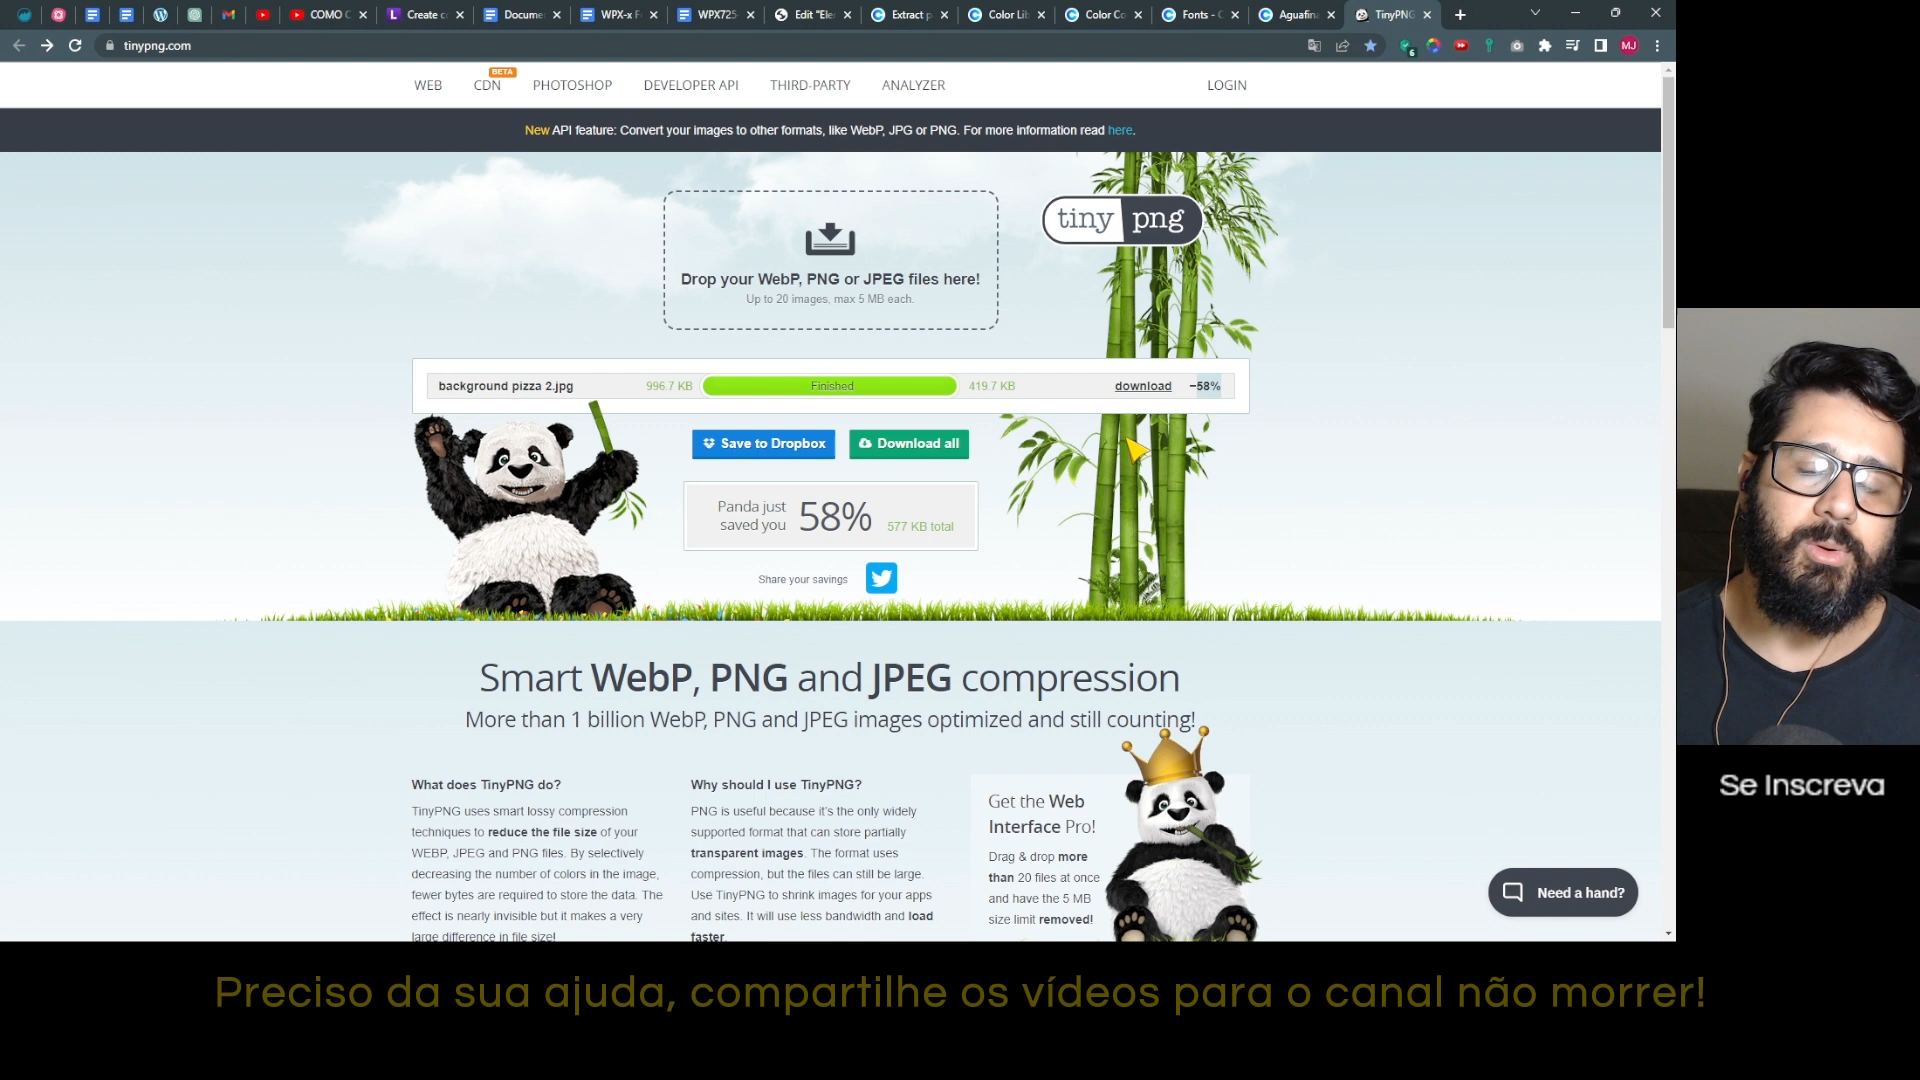 COMO C
Create c
Docume
WPX-x F
WPX725-
Edit "Ele
Extract p
Color Li
Color Co
Fonts - C
Aguafin
TinyPNG
tinypng.com
6
MJ
WEB
CDN
BETA
PHOTOSHOP
DEVELOPER API
THIRD-PARTY
ANALYZER
LOGIN
New API feature: Convert your images to other formats, like WebP, JPG or PNG. For more information read here.
tiny png
Drop your WebP, PNG or JPEG files here!
Up to 20 images, max 5 MB each.
background pizza 2.jpg 996.7 KB Finished 419.7 KB download −58%
Save to Dropbox
Download all
Panda just
saved you
58%
577 KB total
Share your savings
Smart WebP, PNG and JPEG compression
More than 1 billion WebP, PNG and JPEG images optimized and still counting!
What does TinyPNG do?
TinyPNG uses smart lossy compression
techniques to reduce the file size of your
WEBP, JPEG and PNG files. By selectively
decreasing the number of colors in the image,
fewer bytes are required to store the data. The
effect is nearly invisible but it makes a very
large difference in file size!
Why should I use TinyPNG?
PNG is useful because it's the only widely
supported format that can store partially
transparent images. The format uses
compression, but the files can still be large.
Use TinyPNG to shrink images for your apps
and sites. It will use less bandwidth and load
faster.
Get the Web
Interface Pro!
Drag & drop more
than 20 files at once
and have the 5 MB
size limit removed!
Need a hand?
Se Inscreva
Preciso da sua ajuda, compartilhe os vídeos para o canal não morrer!